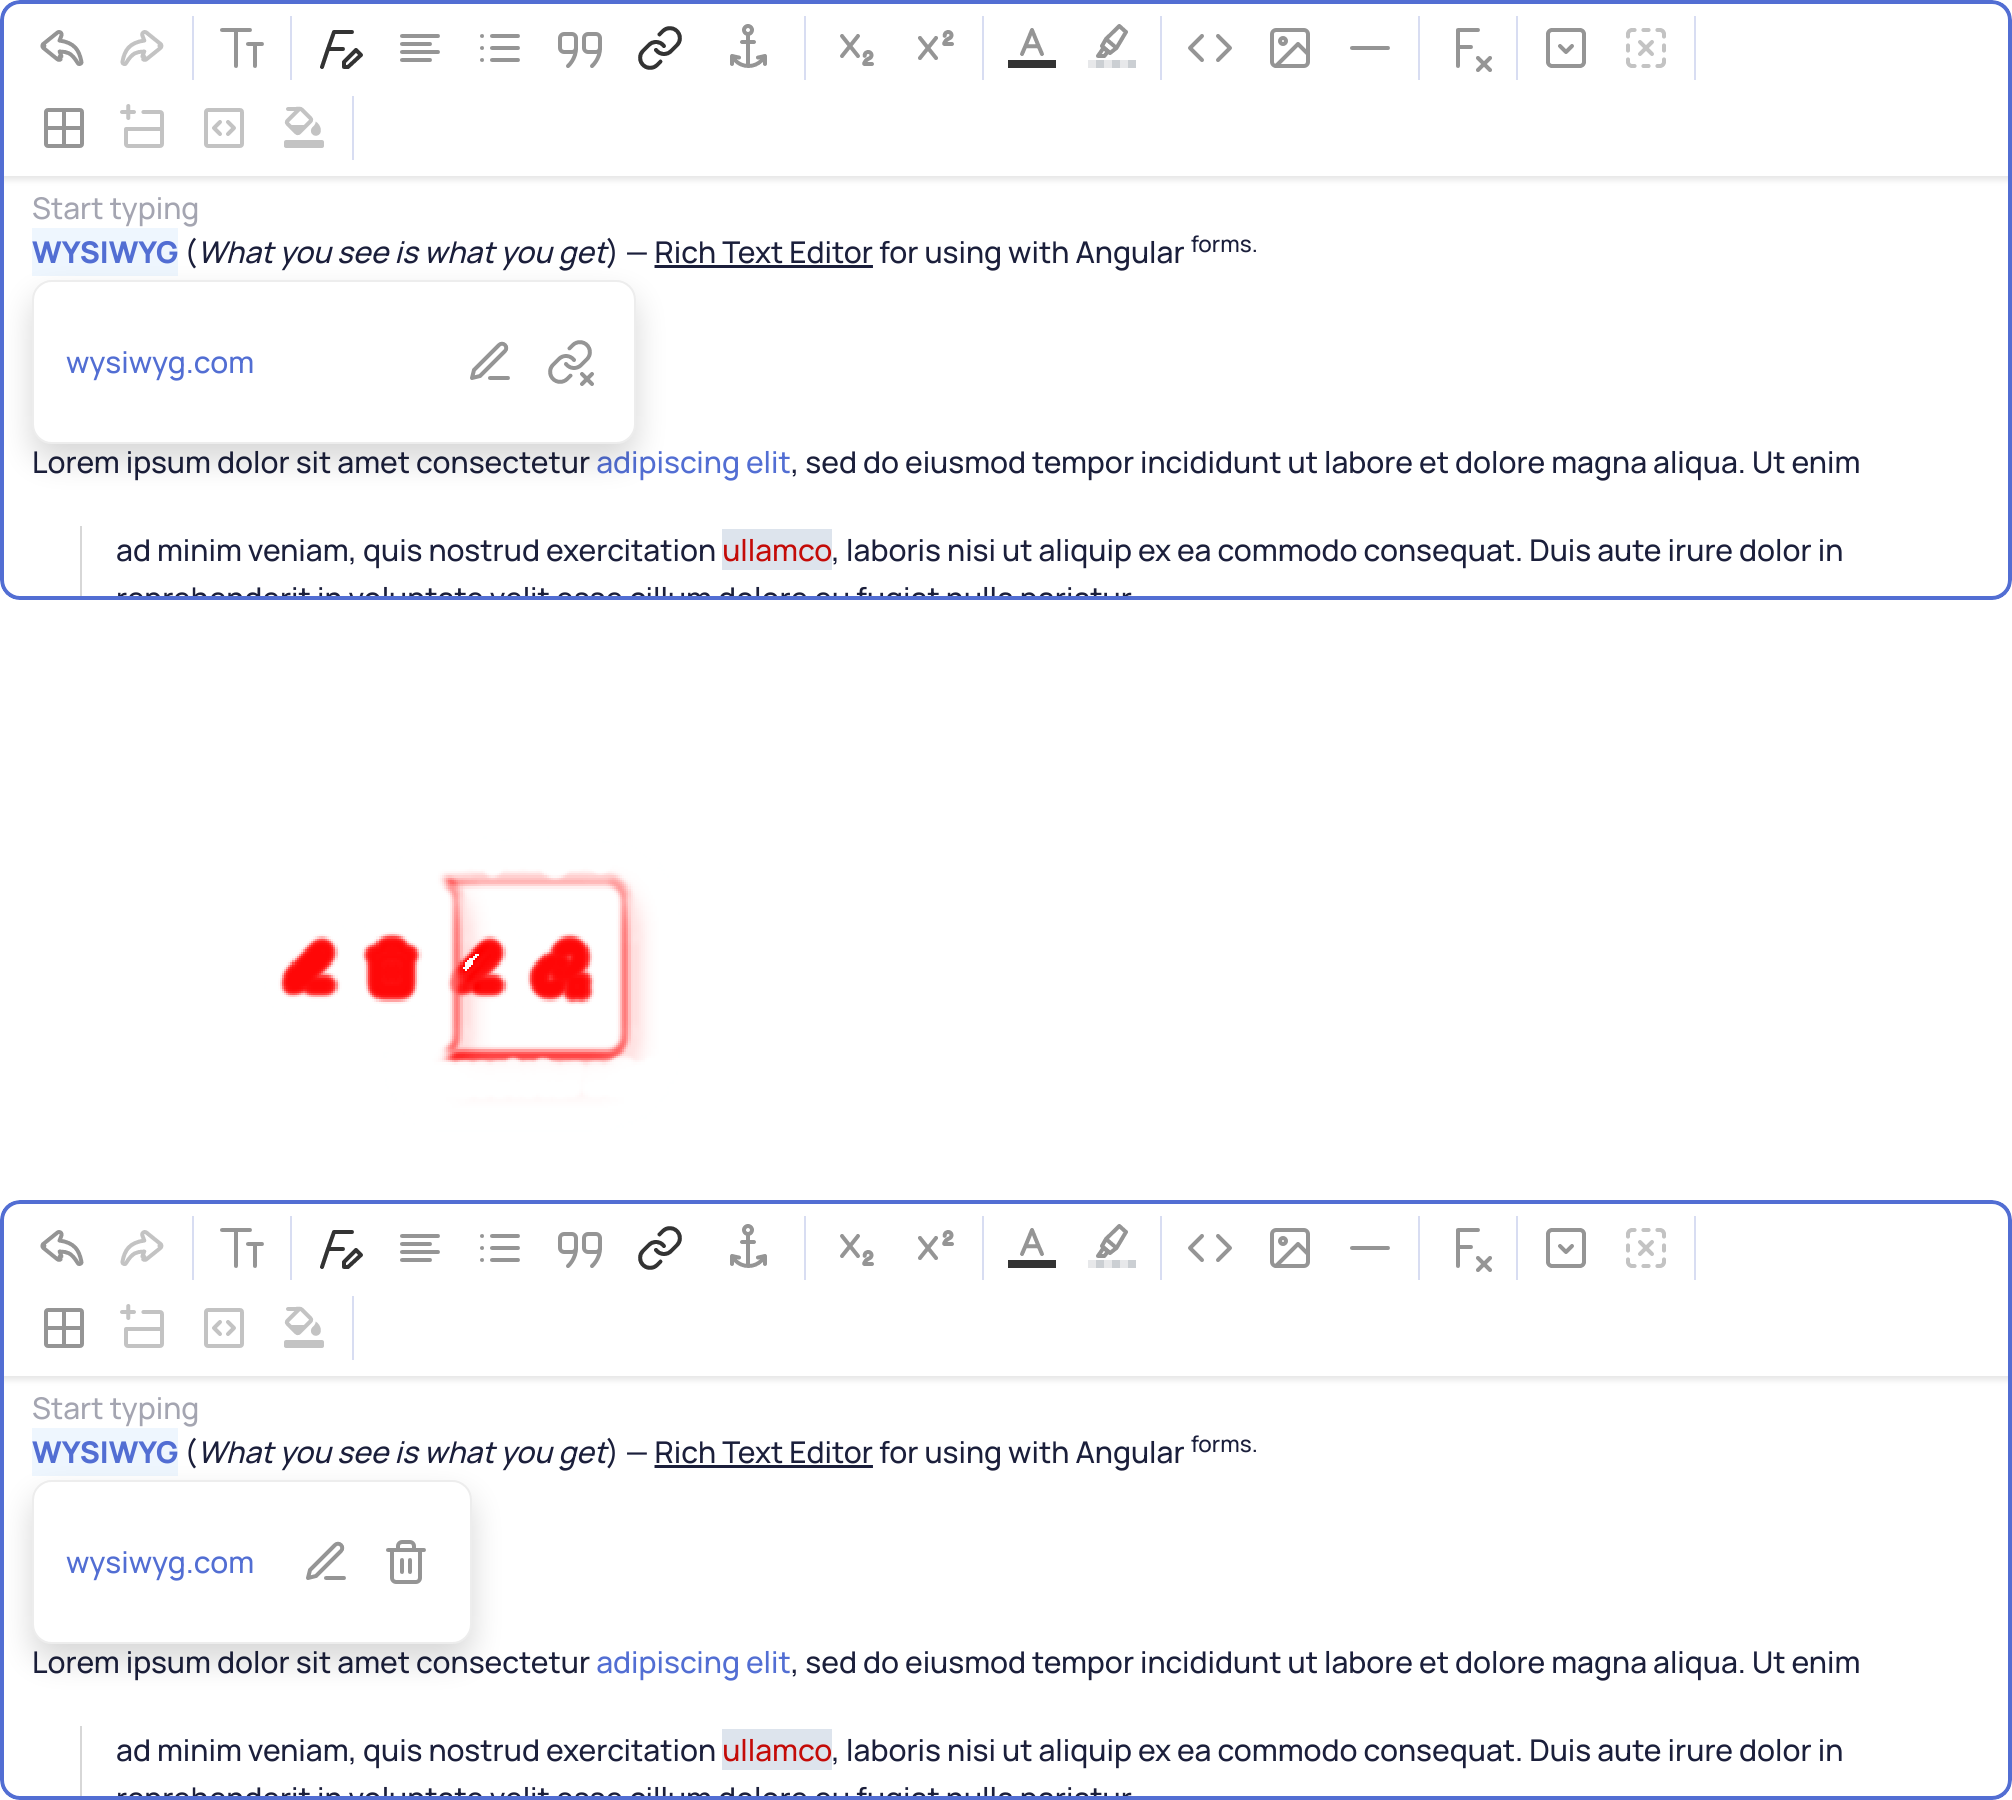 Start typing
WYSIWYG (What you see is what you get) — Rich Text Editor for using with Angular forms.
wysiwyg.com
Lorem ipsum dolor sit amet consectetur adipiscing elit, sed do eiusmod tempor incididunt ut labore et dolore magna aliqua. Ut enim
ad minim veniam, quis nostrud exercitation ullamco, laboris nisi ut aliquip ex ea commodo consequat. Duis aute irure dolor in
Start typing
WYSIWYG (What you see is what you get) — Rich Text Editor for using with Angular forms.
wysiwyg.com
Lorem ipsum dolor sit amet consectetur adipiscing elit, sed do eiusmod tempor incididunt ut labore et dolore magna aliqua. Ut enim
ad minim veniam, quis nostrud exercitation ullamco, laboris nisi ut aliquip ex ea commodo consequat. Duis aute irure dolor in